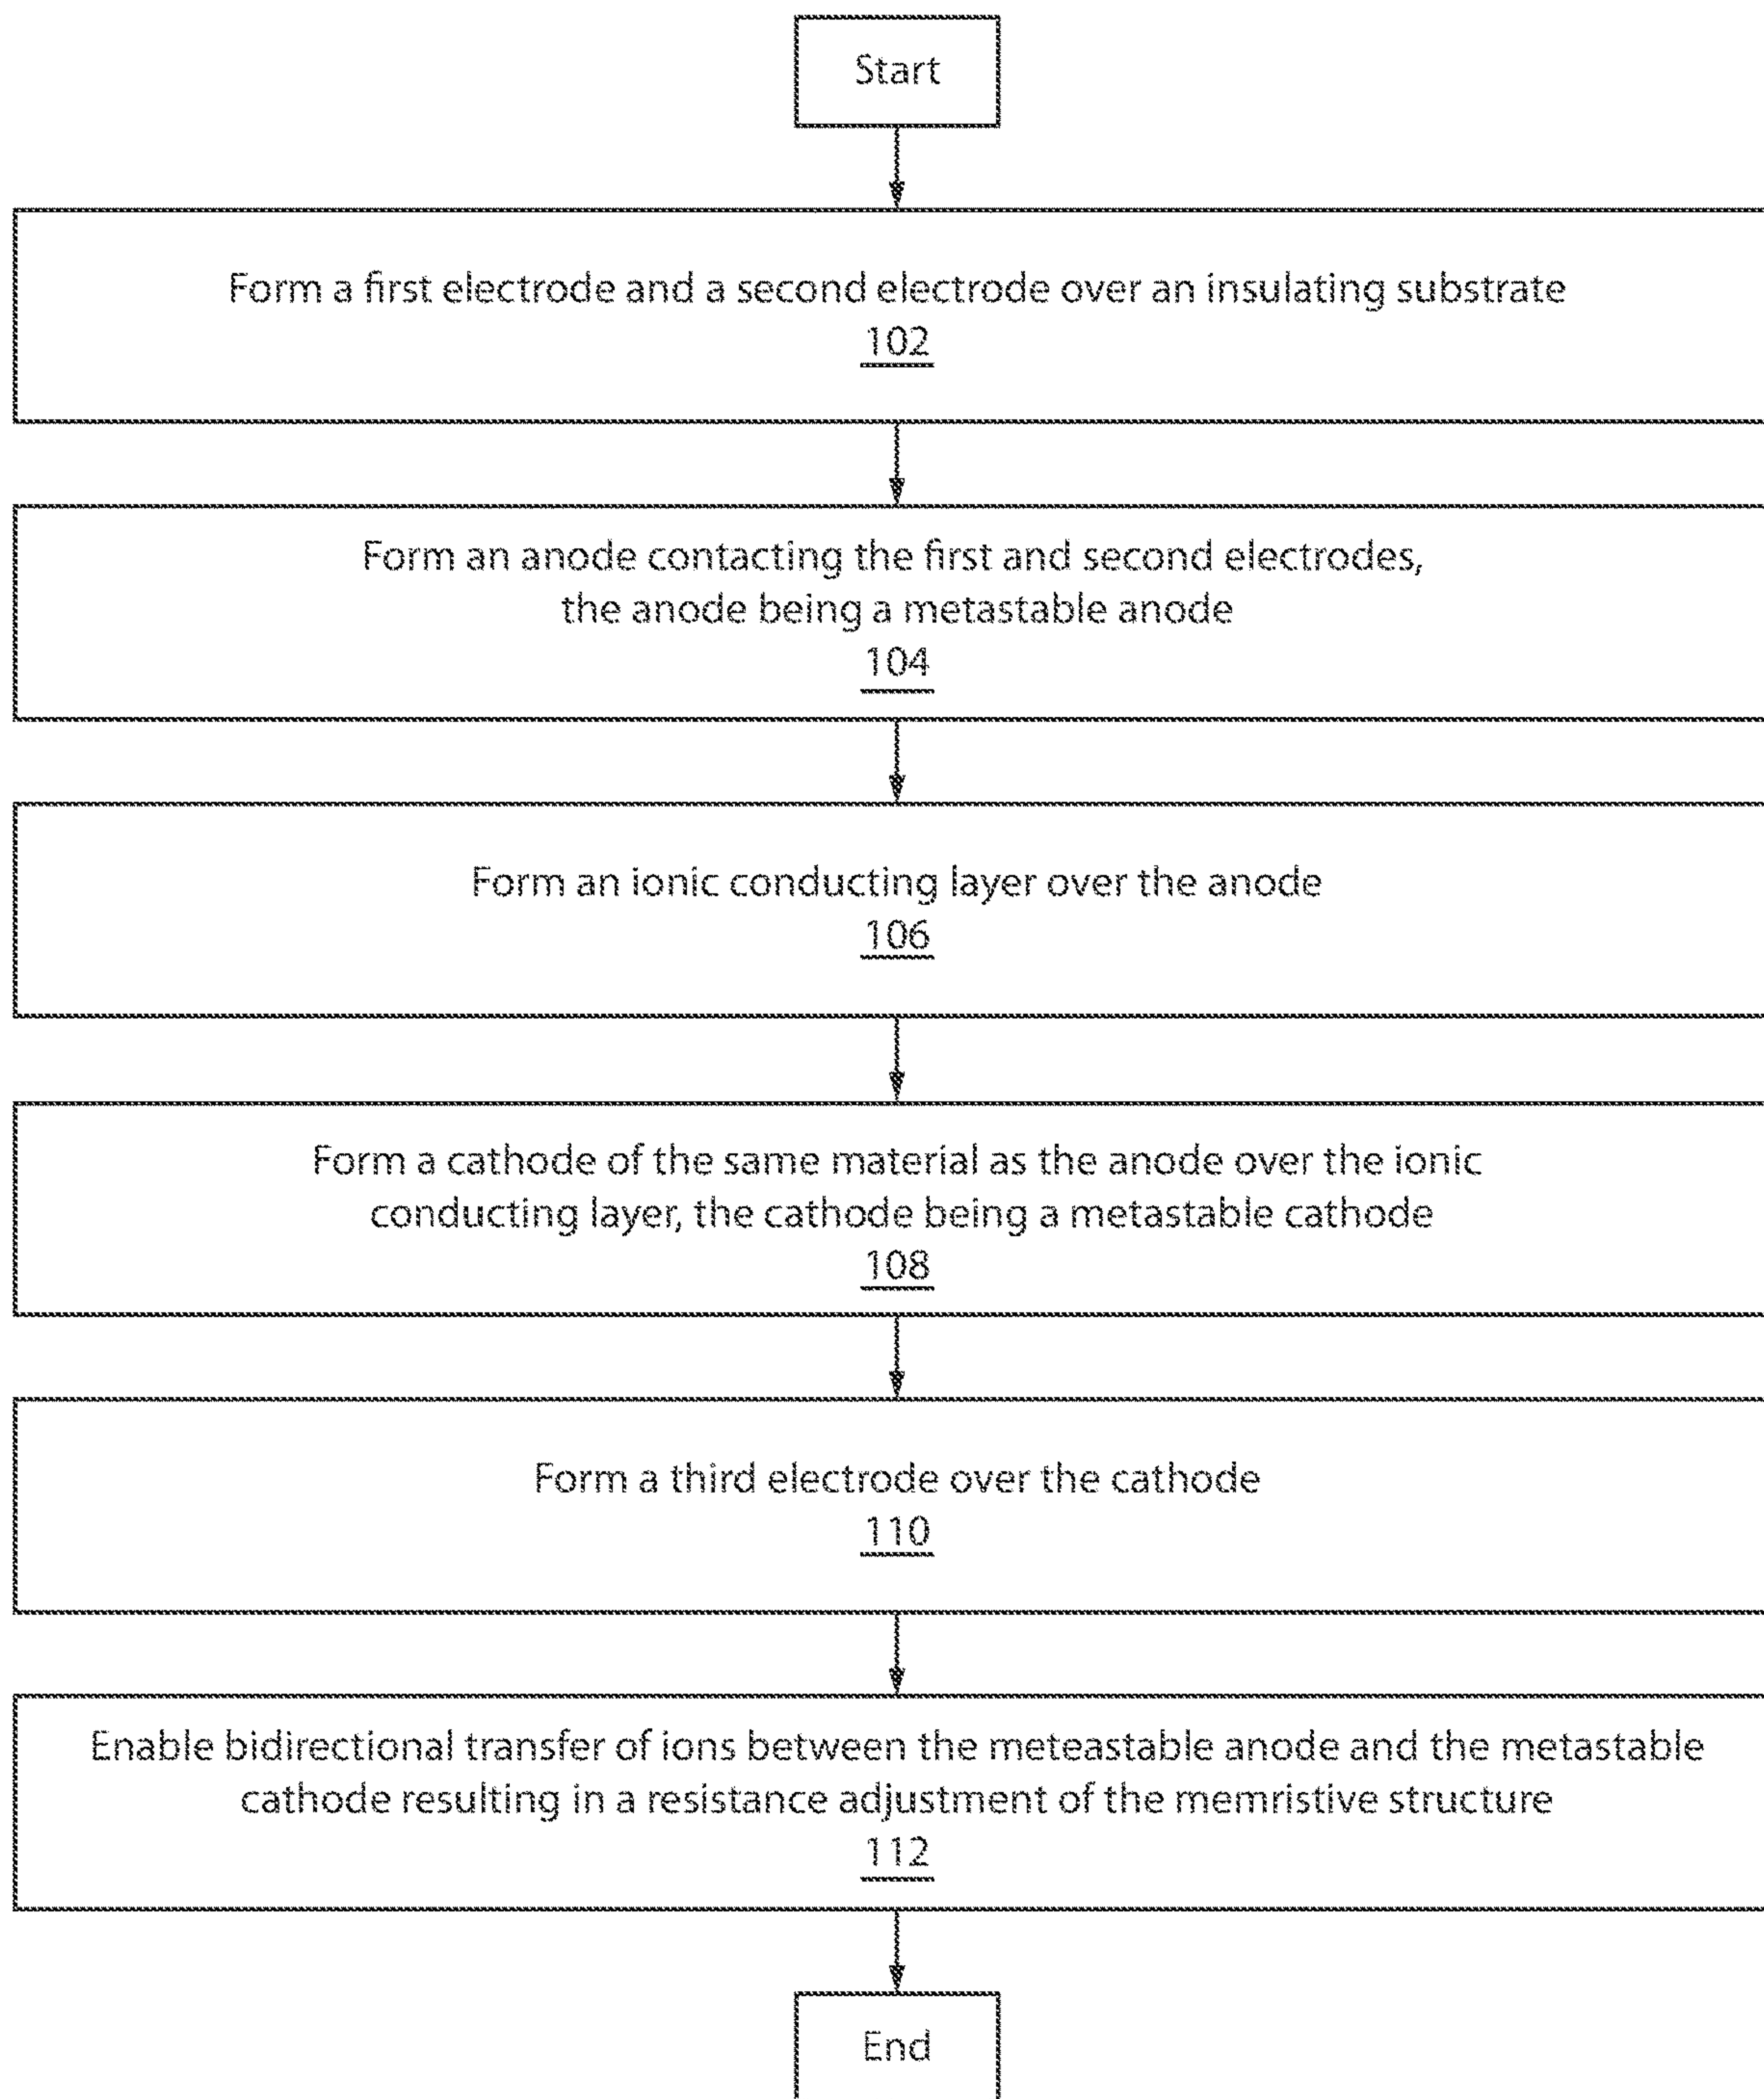 Start
Form a first electrode and a second electrode over an insulating substrate
102
Form an anode contacting the first and second electrodes,
the anode being a metastable anode
104
Form an ionic conducting layer over the anode
106
Form a cathode of the same material as the anode over the ionic
conducting layer, the cathode being a metastable cathode
108
Form a third electrode over the cathode
110
Enable bidirectional transfer of ions between the meteastable anode and the metastable
cathode resulting in a resistance adjustment of the memristive structure
112
End